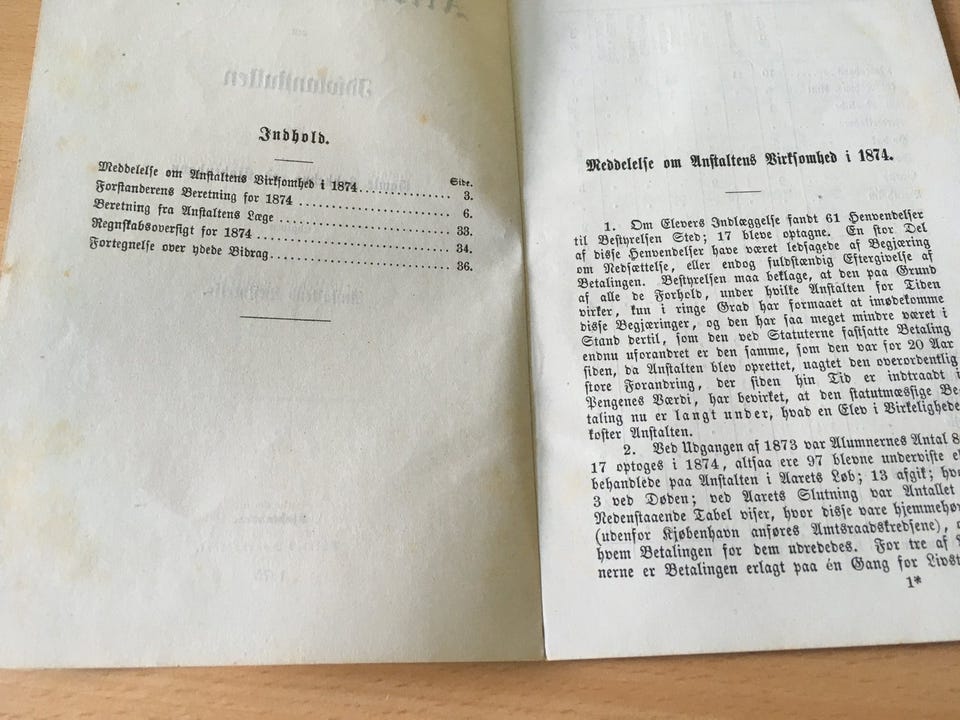 Indhold.
Side.
Meddelelse om Anstaltens Virksomhed i 1874 3.
Forstanderens Beretning for 1874 6.
Beretning fra Anstaltens Læge 33.
Regnskabsoversigt for 1874 34.
Fortegnelse over ydede Bidrag 36.
Meddelelse om Anstaltens Virksomhed i 1874.
1. Om Elevers Indlæggelse fandt 61 Henvendelser
til Bestyrelsen Sted; 17 bleve optagne. En stor Del
af disse Henvendelser have været ledsagede af Begjæring
om Nedsættelse, eller endog fuldstændig Eftergivelse af
Betalingen. Bestyrelsen maa beklage, at den paa Grund
af alle de Forhold, under hvilke Anstalten for Tiden
virker, kun i ringe Grad har formaaet at imødekomme
disse Begjæringer, og den har saa meget mindre været i
Stand dertil, som den ved Statuterne fastsatte Betaling
endnu uforandret er den samme, som den var for 20 Aar
siden, da Anstalten blev oprettet, uagtet den overordentlig
store Forandring, der siden hin Tid er indtraadt i
Pengenes Værdi, har bevirket, at den statutmæssige Be-
taling nu er langt under, hvad en Elev i Virkelighede
koster Anstalten.
2. Ved Udgangen af 1873 var Alumnernes Antal 8
17 optoges i 1874, altsaa ere 97 blevne underviste e
behandlede paa Anstalten i Aarets Løb; 13 afgik; hv
3 ved Døden; ved Aarets Slutning var Antallet
Nedenstaaende Tabel viser, hvor disse vare hjemmehø
(udenfor Kjøbenhavn anføres Amtsraadskredsene), o
hvem Betalingen for dem udrededes. For tre af
nerne er Betalingen erlagt paa én Gang for Livst
1*